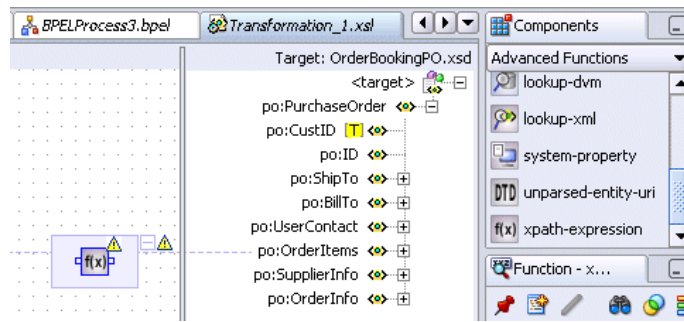 BPELProcess3.bpel
Transformation_1.xsl
Target: OrderBookingPO.xsd
<target>
po:PurchaseOrder
po:CustID [T]
po:ID
po:ShipTo
po:BillTo
po:UserContact
po:OrderItems
po:SupplierInfo
po:OrderInfo
f(x)
Components
Advanced Functions
lookup-dvm
lookup-xml
system-property
DTD unparsed-entity-uri
f(x) xpath-expression
Function - x...